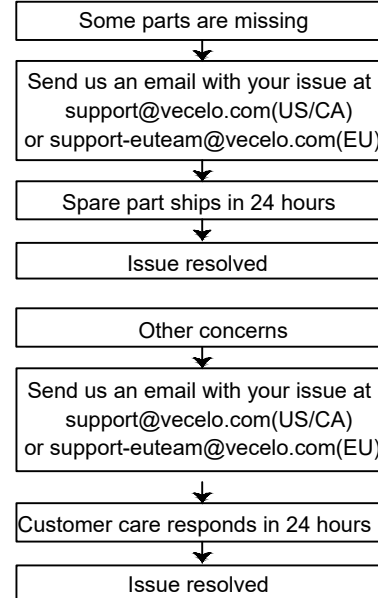 Some parts are missing
Send us an email with your issue at
support@vecelo.com(US/CA)
or support-euteam@vecelo.com(EU)
Spare part ships in 24 hours
Issue resolved
Other concerns
Send us an email with your issue at
support@vecelo.com(US/CA)
or support-euteam@vecelo.com(EU)
Customer care responds in 24 hours
Issue resolved